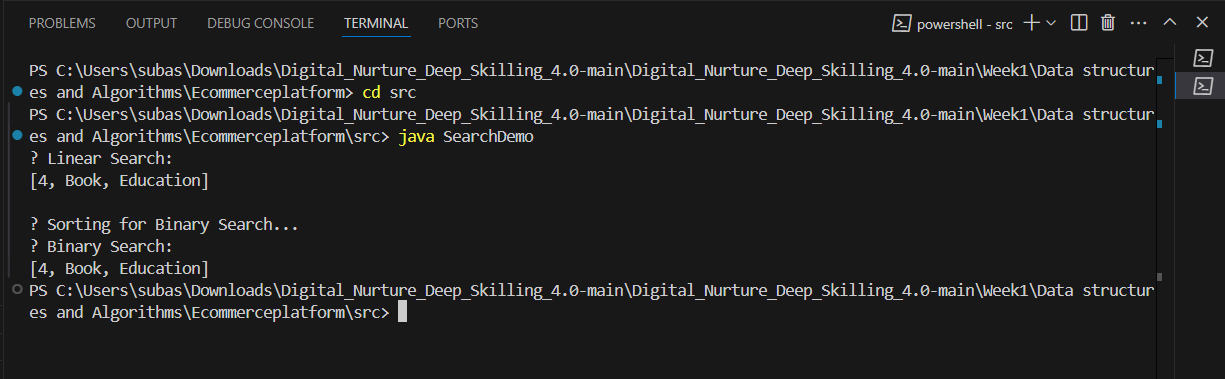 PROBLEMS OUTPUT DEBUG CONSOLE TERMINAL PORTS powershell - src
PS C:\Users\subas\Downloads\Digital_Nurture_Deep_Skilling_4.0-main\Digital_Nurture_Deep_Skilling_4.0-main\Week1\Data structur
es and Algorithms\Ecommerceplatform> cd src
PS C:\Users\subas\Downloads\Digital_Nurture_Deep_Skilling_4.0-main\Digital_Nurture_Deep_Skilling_4.0-main\Week1\Data structur
es and Algorithms\Ecommerceplatform\src> java SearchDemo
? Linear Search:
[4, Book, Education]
? Sorting for Binary Search...
? Binary Search:
[4, Book, Education]
PS C:\Users\subas\Downloads\Digital_Nurture_Deep_Skilling_4.0-main\Digital_Nurture_Deep_Skilling_4.0-main\Week1\Data structur
es and Algorithms\Ecommerceplatform\src>